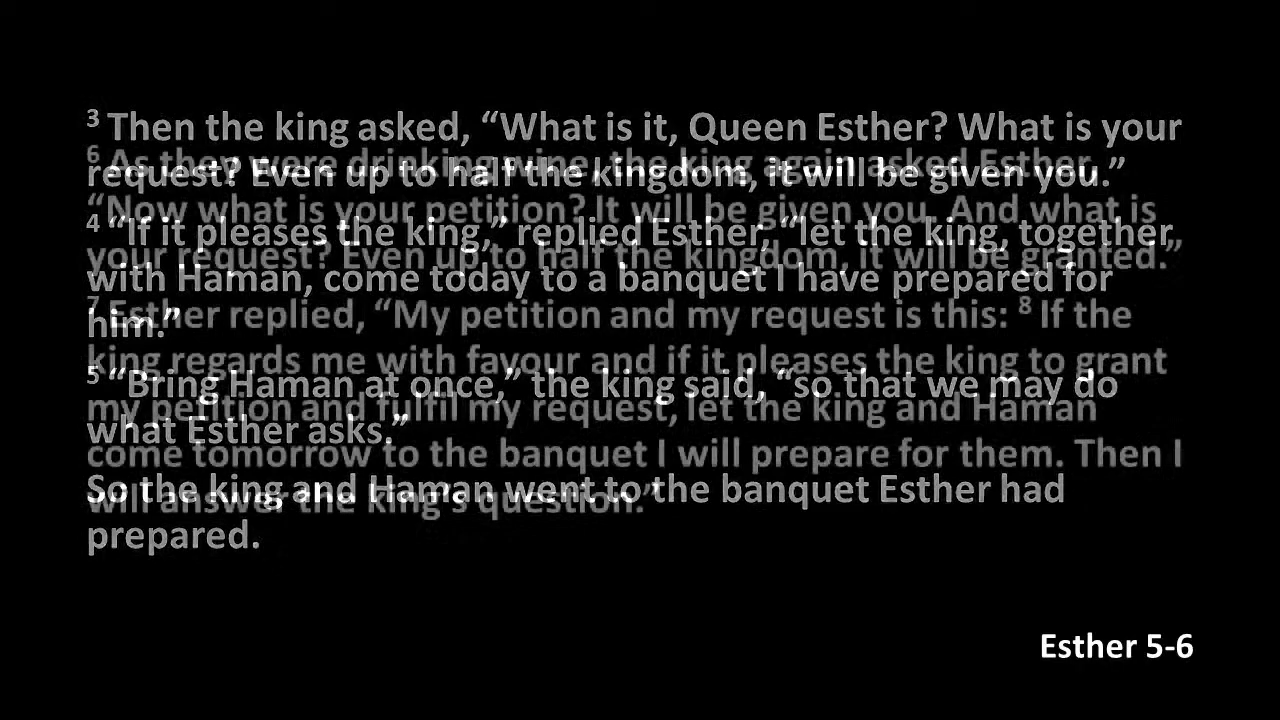 ³ Then the king asked, “What is it, Queen Esther? What is your
request? Even up to half the kingdom, it will be given you.”
⁴ “If it pleases the king,” replied Esther, “let the king, together
with Haman, come today to a banquet I have prepared for
him.”
⁵ “Bring Haman at once,” the king said, “so that we may do
what Esther asks.”
So the king and Haman went to the banquet Esther had
prepared.
⁶ As they were drinking wine, the king again asked Esther,
“Now what is your petition? It will be given you. And what is
your request? Even up to half the kingdom, it will be granted.”
⁷ Esther replied, “My petition and my request is this: ⁸ If the
king regards me with favour and if it pleases the king to grant
my petition and fulfil my request, let the king and Haman
come tomorrow to the banquet I will prepare for them. Then I
will answer the king’s question.”
Esther 5-6